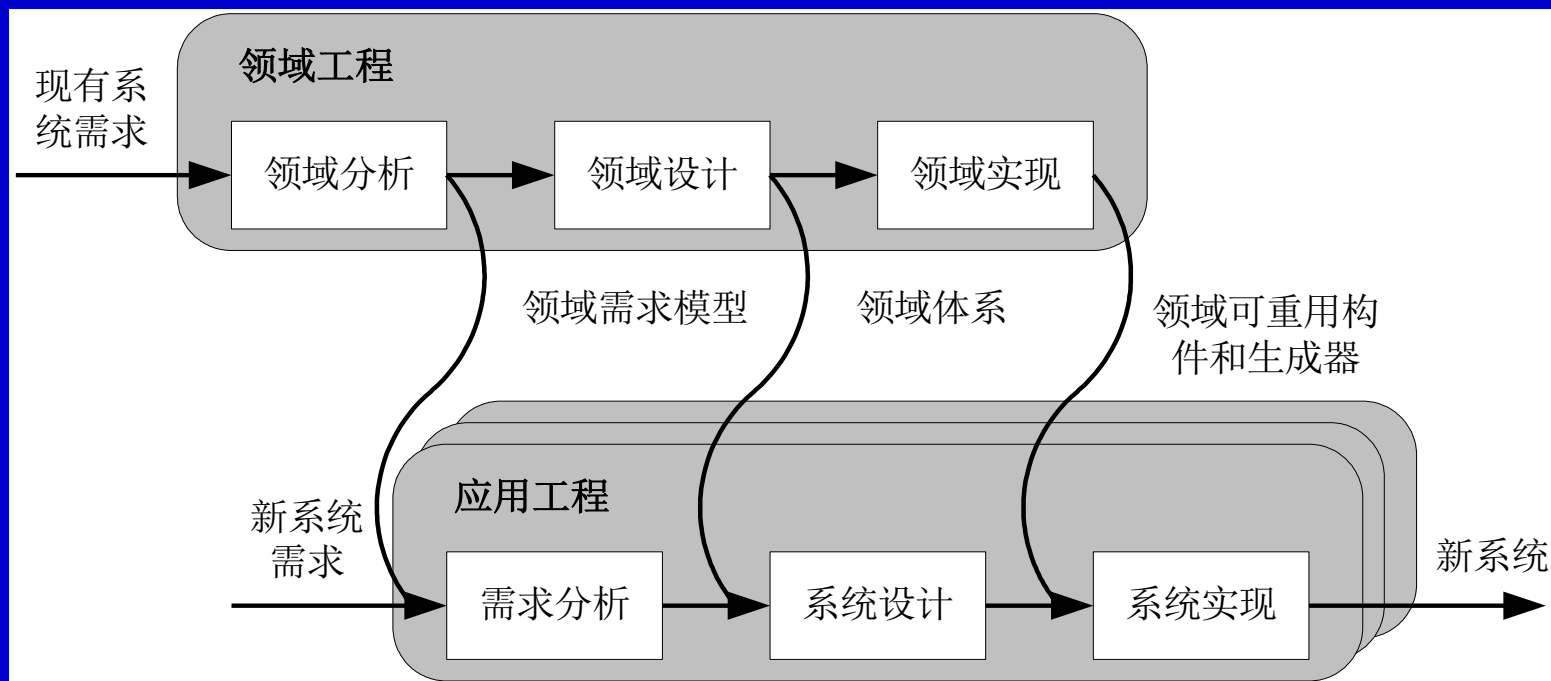 领域工程
现有系
统需求
领域分析
领域设计
领域实现
领域需求模型
领域体系
领域可重用构
件和生成器
应用工程
新系统
需求
需求分析
系统设计
系统实现
新系统